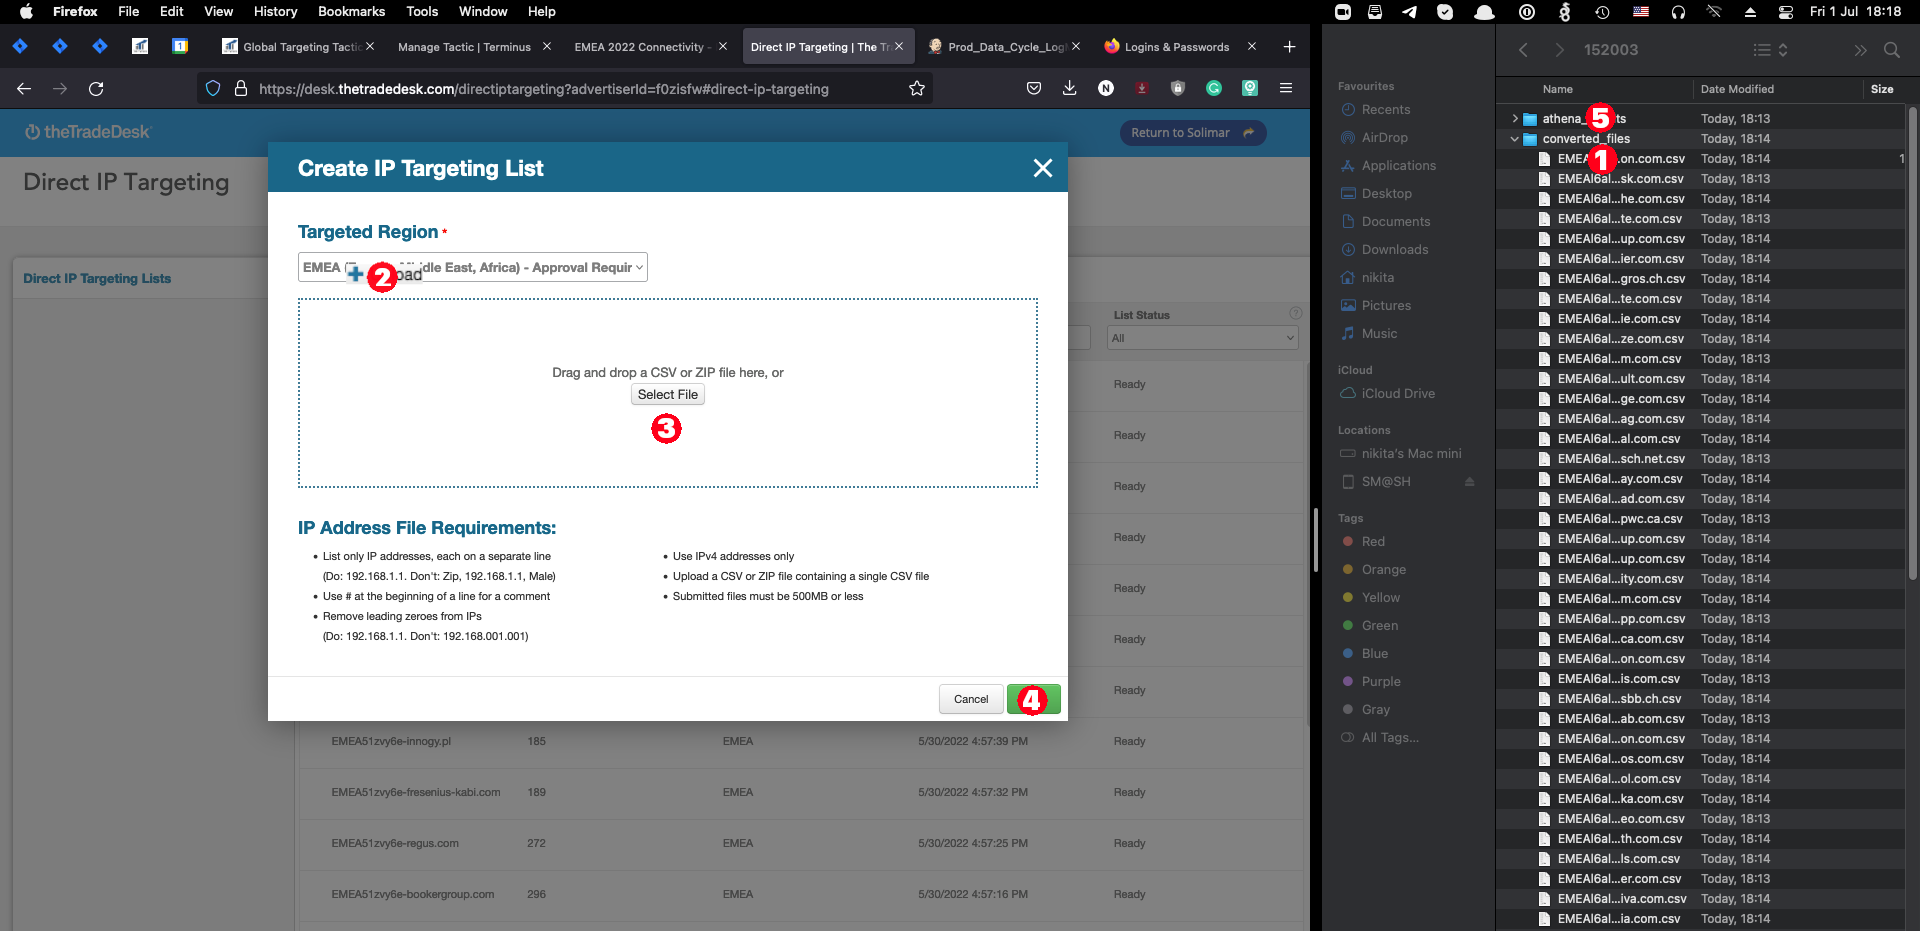 Firefox File Edit View History Bookmarks Tools Window Help
Fri 1 Jul 18:18
Global Targeting Tactic
Manage Tactic | Terminus
EMEA 2022 Connectivity -
Direct IP Targeting | The Tr
Prod_Data_Cycle_Log
Logins & Passwords
https://desk.thetradedesk.com/directiptargeting?advertiserId=f0zisfw#direct-ip-targeting
theTradeDesk
Return to Solimar
Direct IP Targeting
Direct IP Targeting Lists
Create IP Targeting List
Targeted Region *
EMEA (
ddle East, Africa) - Approval Requir
2
oad
Drag and drop a CSV or ZIP file here, or
Select File
3
IP Address File Requirements:
• List only IP addresses, each on a separate line
(Do: 192.168.1.1. Don't: Zip, 192.168.1.1, Male)
• Use # at the beginning of a line for a comment
• Remove leading zeroes from IPs
(Do: 192.168.1.1. Don't: 192.168.001.001)
• Use IPv4 addresses only
• Upload a CSV or ZIP file containing a single CSV file
• Submitted files must be 500MB or less
Cancel
4
List Status
All
Ready
Ready
Ready
Ready
Ready
Ready
Ready
EMEA51zvy6e-innogy.pl 185 EMEA 5/30/2022 4:57:39 PM Ready
EMEA51zvy6e-fresenius-kabi.com 189 EMEA 5/30/2022 4:57:32 PM Ready
EMEA51zvy6e-regus.com 272 EMEA 5/30/2022 4:57:25 PM Ready
EMEA51zvy6e-bookergroup.com 296 EMEA 5/30/2022 4:57:16 PM Ready
152003
Favourites
Recents
AirDrop
Applications
Desktop
Documents
Downloads
nikita
Pictures
Music
iCloud
iCloud Drive
Locations
nikita's Mac mini
SM@SH
Tags
Red
Orange
Yellow
Green
Blue
Purple
Gray
All Tags...
Name Date Modified Size
athena_ 5 ts Today, 18:13
converted_files Today, 18:14
EMEA 1 .on.com.csv Today, 18:14 1
EMEAI6al...sk.com.csv Today, 18:13
EMEAI6al...he.com.csv Today, 18:14
EMEAI6al...te.com.csv Today, 18:13
EMEAI6al...up.com.csv Today, 18:14
EMEAI6al...ier.com.csv Today, 18:14
EMEAI6al...gros.ch.csv Today, 18:14
EMEAI6al...te.com.csv Today, 18:14
EMEAI6al...ie.com.csv Today, 18:14
EMEAI6al...ze.com.csv Today, 18:14
EMEAI6al...m.com.csv Today, 18:13
EMEAI6al...ult.com.csv Today, 18:14
EMEAI6al...ge.com.csv Today, 18:14
EMEAI6al...ag.com.csv Today, 18:14
EMEAI6al...al.com.csv Today, 18:14
EMEAI6al...sch.net.csv Today, 18:13
EMEAI6al...ay.com.csv Today, 18:14
EMEAI6al...ad.com.csv Today, 18:14
EMEAI6al...pwc.ca.csv Today, 18:13
EMEAI6al...up.com.csv Today, 18:14
EMEAI6al...up.com.csv Today, 18:14
EMEAI6al...ity.com.csv Today, 18:14
EMEAI6al...m.com.csv Today, 18:14
EMEAI6al...pp.com.csv Today, 18:13
EMEAI6al...ca.com.csv Today, 18:14
EMEAI6al...on.com.csv Today, 18:14
EMEAI6al...is.com.csv Today, 18:13
EMEAI6al...sbb.ch.csv Today, 18:14
EMEAI6al...ab.com.csv Today, 18:13
EMEAI6al...on.com.csv Today, 18:14
EMEAI6al...os.com.csv Today, 18:14
EMEAI6al...ol.com.csv Today, 18:14
EMEAI6al...ka.com.csv Today, 18:14
EMEAI6al...eo.com.csv Today, 18:13
EMEAI6al...th.com.csv Today, 18:14
EMEAI6al...ls.com.csv Today, 18:14
EMEAI6al...er.com.csv Today, 18:13
EMEAI6al...iva.com.csv Today, 18:14
EMEAI6al...ia.com.csv Today, 18:14